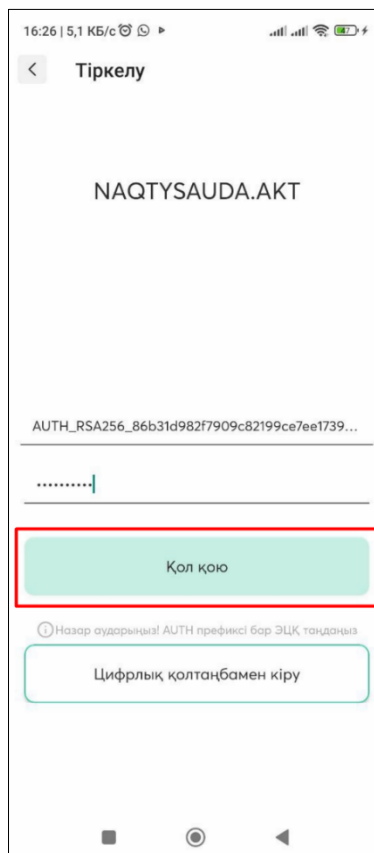 16:26 | 5,1 КБ/с
Тіркелу
NAQTYSAUDA.AKT
AUTH_RSA256_86b31d982f7909c82199ce7ee1739...
••••••••••
Қол қою
Назар аударыңыз! AUTH префиксі бар ЭЦҚ таңдаңыз
Цифрлық қолтаңбамен кіру